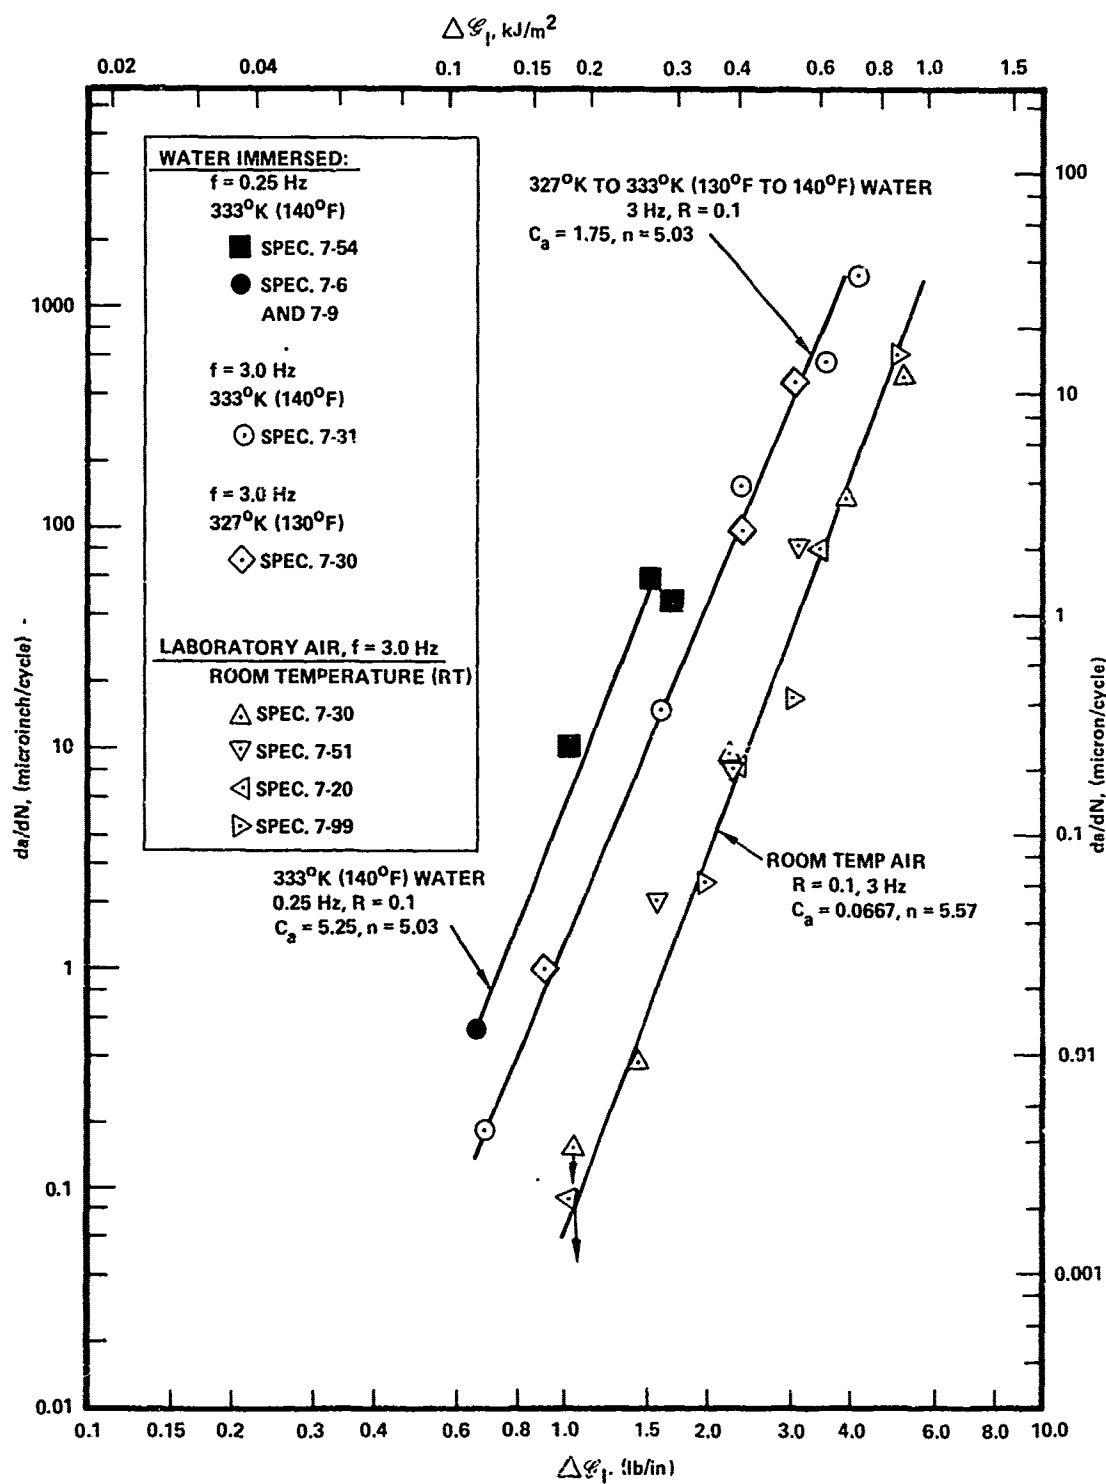 △𝒢I, kJ/m²
0.02 0.04 0.1 0.15 0.2 0.3 0.4 0.6 0.8 1.0 1.5
WATER IMMERSED:
f = 0.25 Hz
333°K (140°F)
■ SPEC. 7-54
● SPEC. 7-6
AND 7-9
f = 3.0 Hz
333°K (140°F)
SPEC. 7-31
f = 3.0 Hz
327°K (130°F)
SPEC. 7-30
LABORATORY AIR, f = 3.0 Hz
ROOM TEMPERATURE (RT)
SPEC. 7-30
SPEC. 7-51
SPEC. 7-20
SPEC. 7-99
327°K TO 333°K (130°F TO 140°F) WATER
3 Hz, R = 0.1
Ca = 1.75, n = 5.03
333°K (140°F) WATER
0.25 Hz, R = 0.1
Ca = 5.25, n = 5.03
ROOM TEMP AIR
R = 0.1, 3 Hz
Ca = 0.0667, n = 5.57
da/dN, (microinch/cycle)
1000
100
10
1
0.1
0.01
da/dN, (micron/cycle)
100
10
1
0.1
0.01
0.001
0.1 0.15 0.2 0.3 0.4 0.6 0.8 1.0 1.5 2.0 3.0 4.0 6.0 8.0 10.0
△𝒢I. (lb/in)